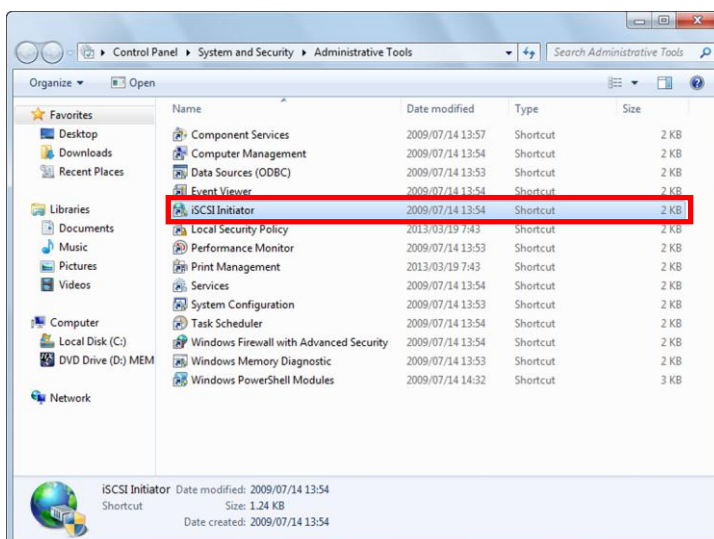 Control Panel ▸ System and Security ▸ Administrative Tools Search Administrative Tools
Organize Open
Name Date modified Type Size
Favorites
Desktop
Downloads
Recent Places
Libraries
Documents
Music
Pictures
Videos
Computer
Local Disk (C:)
DVD Drive (D:) MEM
Network
Component Services 2009/07/14 13:57 Shortcut 2 KB
Computer Management 2009/07/14 13:54 Shortcut 2 KB
Data Sources (ODBC) 2009/07/14 13:53 Shortcut 2 KB
Event Viewer 2009/07/14 13:54 Shortcut 2 KB
iSCSI Initiator 2009/07/14 13:54 Shortcut 2 KB
Local Security Policy 2013/03/19 7:43 Shortcut 2 KB
Performance Monitor 2009/07/14 13:53 Shortcut 2 KB
Print Management 2013/03/19 7:43 Shortcut 2 KB
Services 2009/07/14 13:54 Shortcut 2 KB
System Configuration 2009/07/14 13:53 Shortcut 2 KB
Task Scheduler 2009/07/14 13:54 Shortcut 2 KB
Windows Firewall with Advanced Security 2009/07/14 13:54 Shortcut 2 KB
Windows Memory Diagnostic 2009/07/14 13:53 Shortcut 2 KB
Windows PowerShell Modules 2009/07/14 14:32 Shortcut 3 KB
iSCSI Initiator Date modified: 2009/07/14 13:54
Shortcut Size: 1.24 KB
Date created: 2009/07/14 13:54